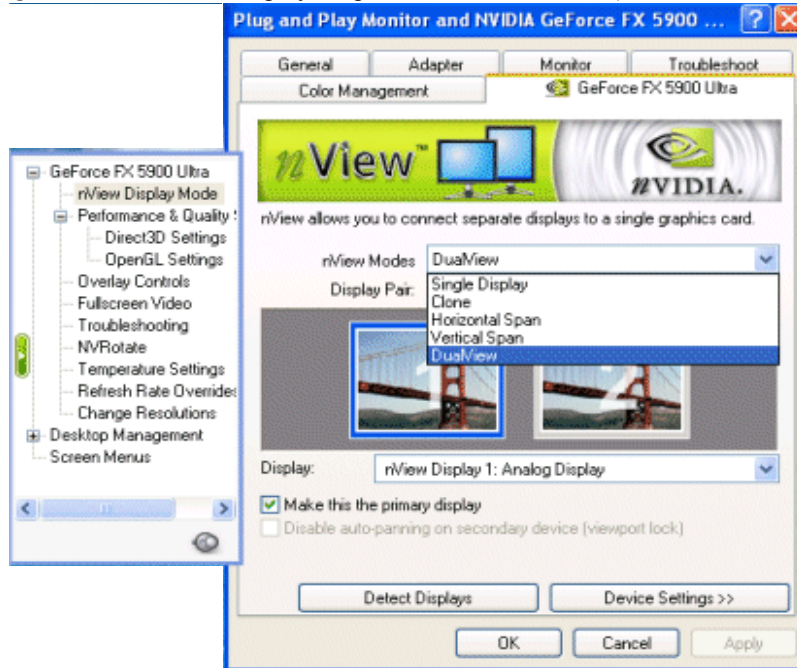 Plug and Play Monitor and NVIDIA GeForce FX 5900 ...
General Adapter Monitor Troubleshoot
Color Management GeForce FX 5900 Ultra
nView™
NVIDIA.
nView allows you to connect separate displays to a single graphics card.
nView Modes DualView
Single Display
Clone
Horizontal Span
Vertical Span
DualView
Display Pair:
1 2
Display: nView Display 1: Analog Display
Make this the primary display
Disable auto-panning on secondary device (viewport lock)
Detect Displays Device Settings >>
OK Cancel Apply
GeForce FX 5900 Ultra
nView Display Mode
Performance & Quality S
Direct3D Settings
OpenGL Settings
Overlay Controls
Fullscreen Video
Troubleshooting
NVRotate
Temperature Settings
Refresh Rate Overrides
Change Resolutions
Desktop Management
Screen Menus